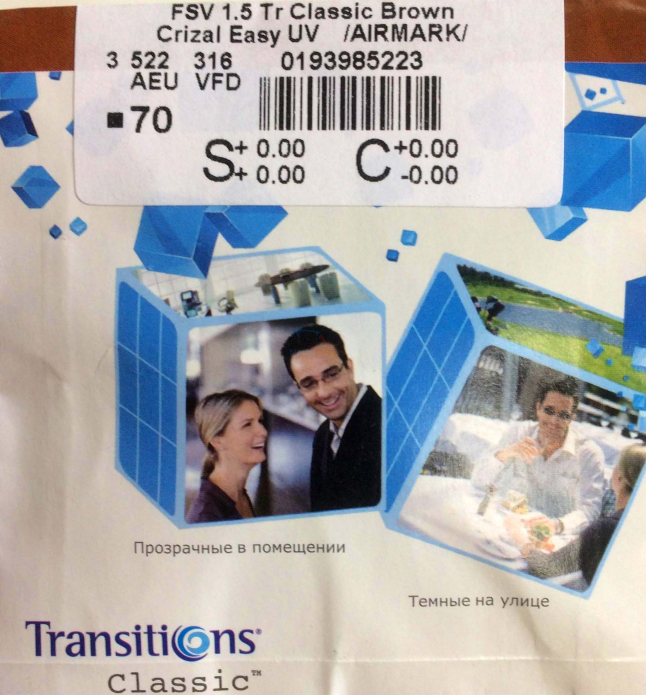 FSV 1.5 Tr Classic Brown
Crizal Easy UV /AIRMARK/
3 522 316 0193985223
AEU VFD
■70
S+ 0.00 C+0.00
+ 0.00 -0.00
Прозрачные в помещении
Темные на улице
Transitions®
Classic™